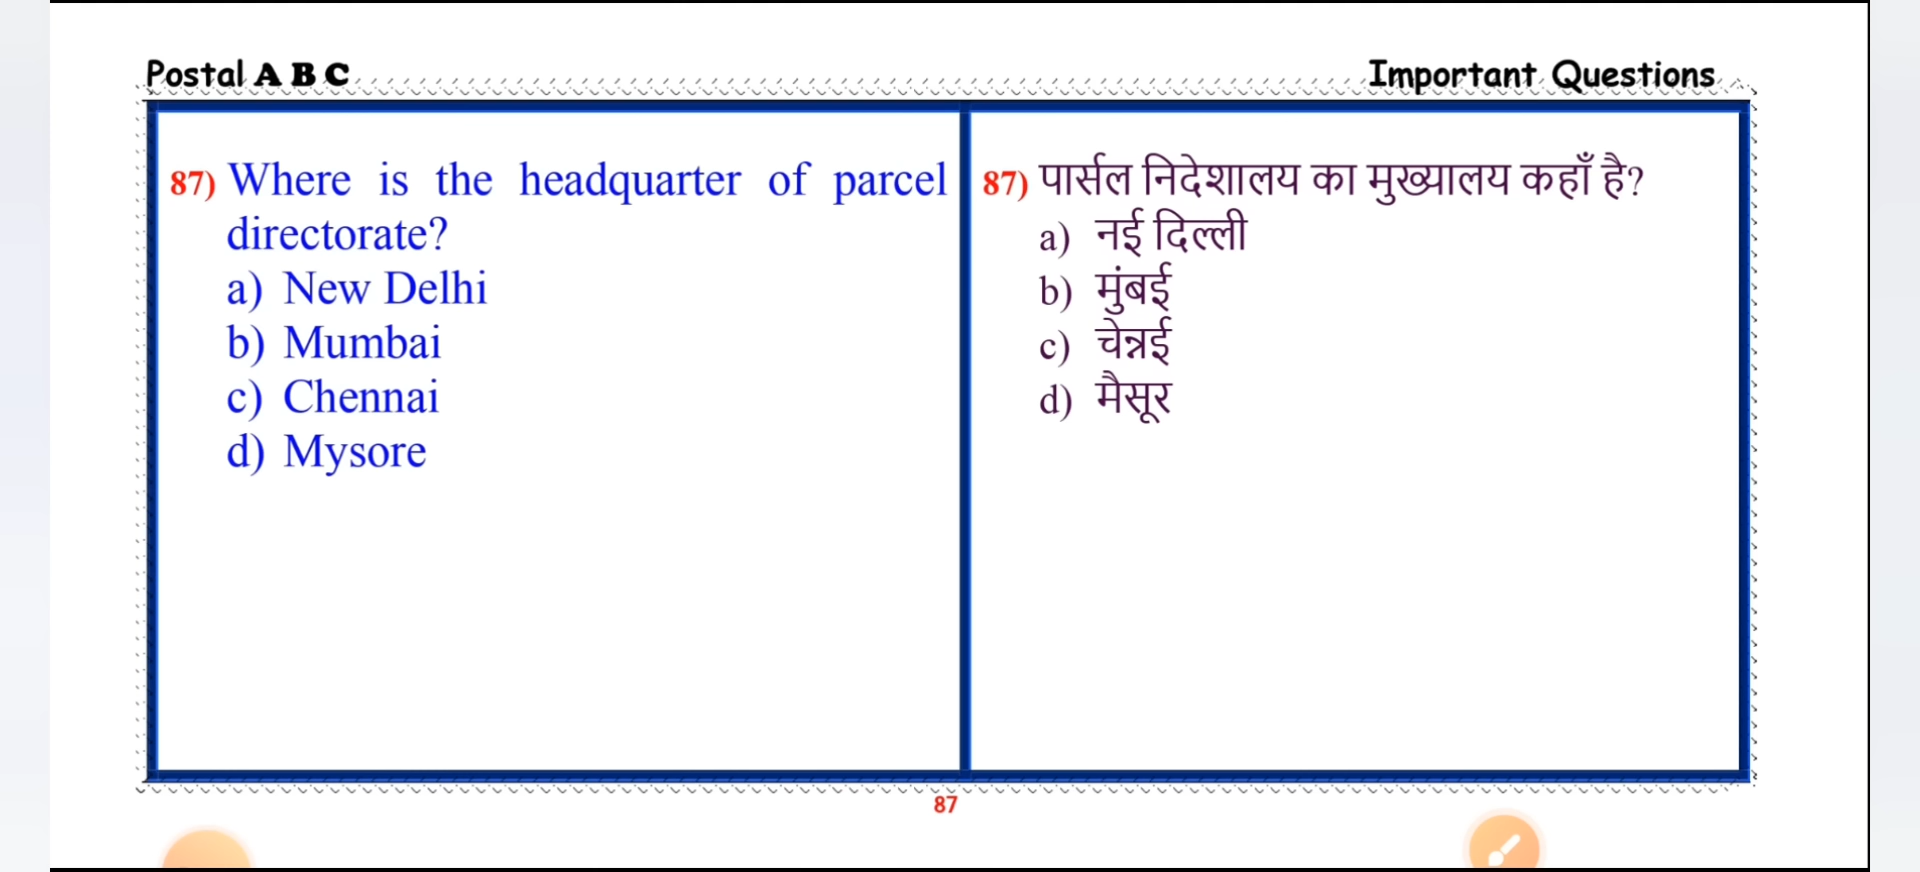 Postal A B C
Important Questions
87) Where is the headquarter of parcel
directorate?
a) New Delhi
b) Mumbai
c) Chennai
d) Mysore
87) पार्सल निदेशालय का मुख्यालय कहाँ है?
a) नई दिल्ली
b) मुंबई
c) चेन्नई
d) मैसूर
87